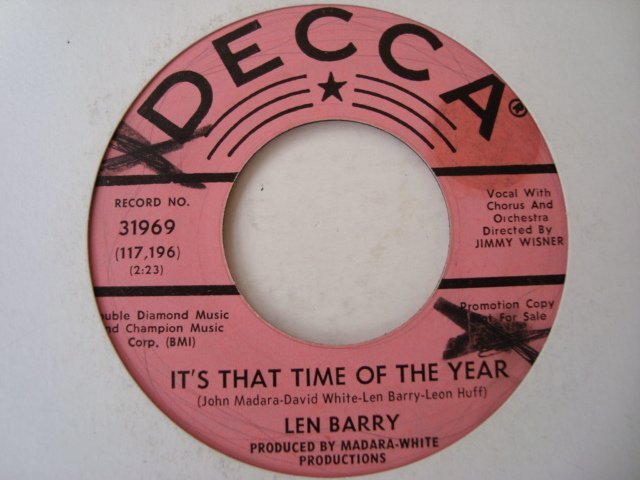 DECCA®
RECORD NO.
31969
(117,196)
(2:23)
Vocal With
Chorus And
Orchestra
Directed By
JIMMY WISNER
uble Diamond Music
nd Champion Music
Corp. (BMI)
Promotion Copy
Not For Sale
IT'S THAT TIME OF THE YEAR
(John Madara-David White-Len Barry-Leon Huff)
LEN BARRY
PRODUCED BY MADARA-WHITE
PRODUCTIONS